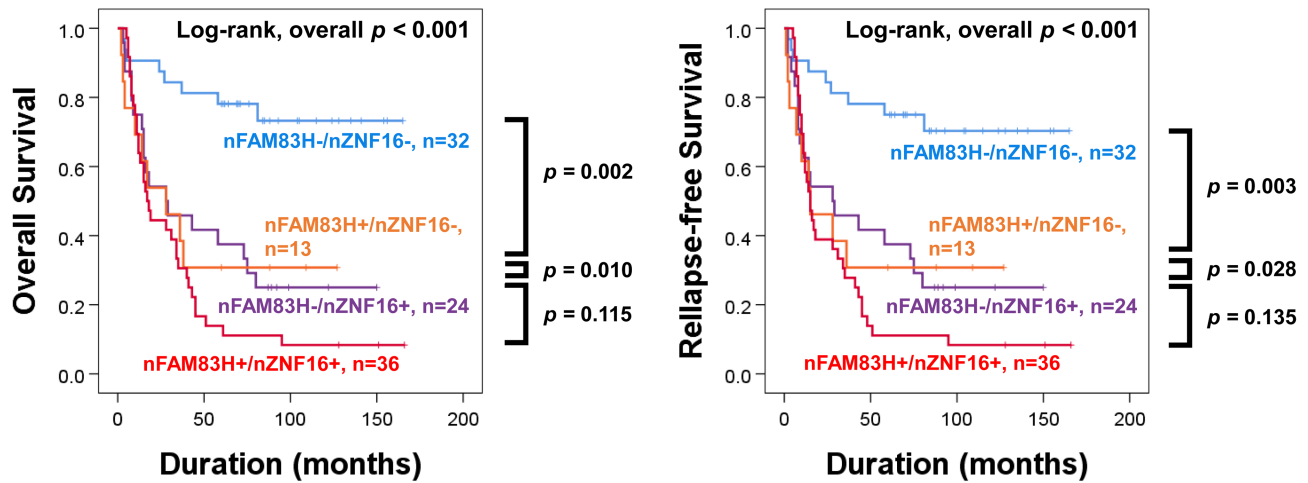 Log-rank, overall p < 0.001
Overall Survival
1.0
0.8
0.6
0.4
0.2
0.0
nFAM83H-/nZNF16-, n=32
nFAM83H+/nZNF16-,
n=13
nFAM83H-/nZNF16+, n=24
nFAM83H+/nZNF16+, n=36
p = 0.002
p = 0.010
p = 0.115
0 50 100 150 200
Duration (months)
Log-rank, overall p < 0.001
Rellapse-free Survival
1.0
0.8
0.6
0.4
0.2
0.0
nFAM83H-/nZNF16-, n=32
nFAM83H+/nZNF16-,
n=13
nFAM83H-/nZNF16+, n=24
nFAM83H+/nZNF16+, n=36
p = 0.003
p = 0.028
p = 0.135
0 50 100 150 200
Duration (months)